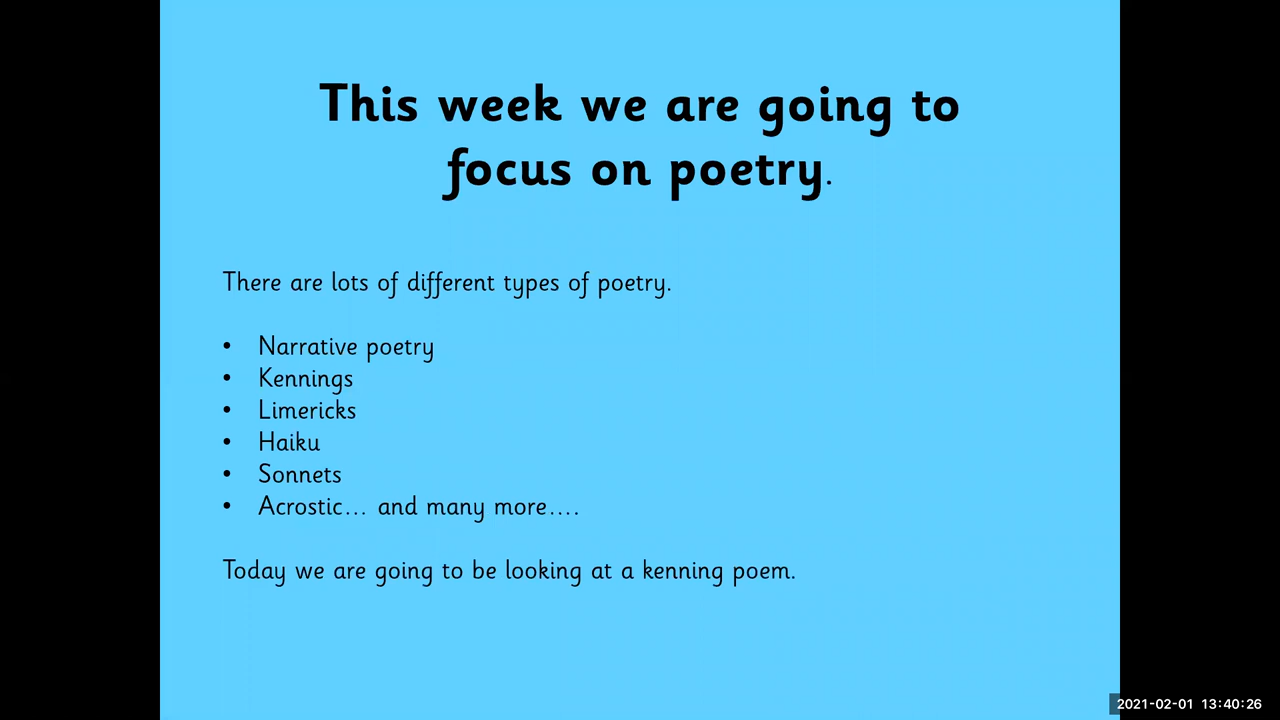 This week we are going to
focus on poetry.
There are lots of different types of poetry.
• Narrative poetry
• Kennings
• Limericks
• Haiku
• Sonnets
• Acrostic... and many more....
Today we are going to be looking at a kenning poem.
2021-02-01 13:40:26